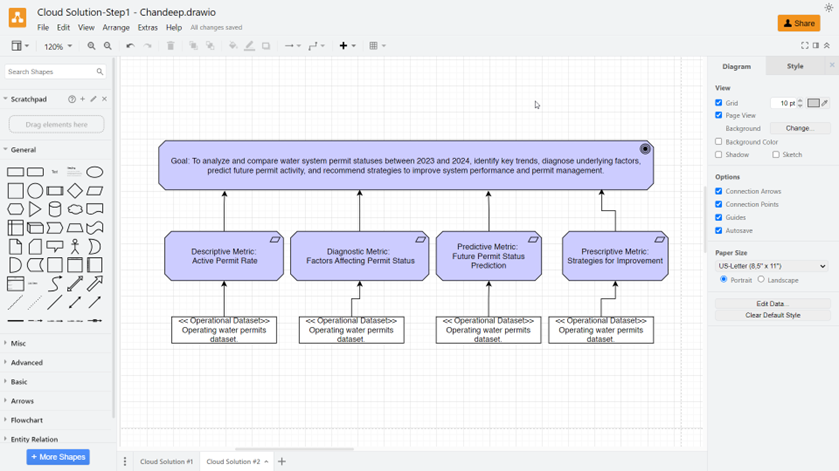 Cloud Solution-Step1 - Chandeep.drawio
File Edit View Arrange Extras Help All changes saved
Share
120%
Search Shapes
Scratchpad
Drag elements here
General
Text
Misc
Advanced
Basic
Arrows
Flowchart
Entity Relation
+ More Shapes
Goal: To analyze and compare water system permit statuses between 2023 and 2024, identify key trends, diagnose underlying factors,
predict future permit activity, and recommend strategies to improve system performance and permit management.
Descriptive Metric:
Active Permit Rate
Diagnostic Metric:
Factors Affecting Permit Status
Predictive Metric:
Future Permit Status
Prediction
Prescriptive Metric:
Strategies for Improvement
<< Operational Dataset>>
Operating water permits
dataset.
<< Operational Dataset>>
Operating water permits
dataset.
<< Operational Dataset>>
Operating water permits
dataset.
<< Operational Dataset>>
Operating water permits
dataset.
Cloud Solution #1
Cloud Solution #2
Diagram
Style
View
Grid 10 pt
Page View
Background Change...
Background Color
Shadow Sketch
Options
Connection Arrows
Connection Points
Guides
Autosave
Paper Size
US-Letter (8,5" x 11")
Portrait Landscape
Edit Data...
Clear Default Style